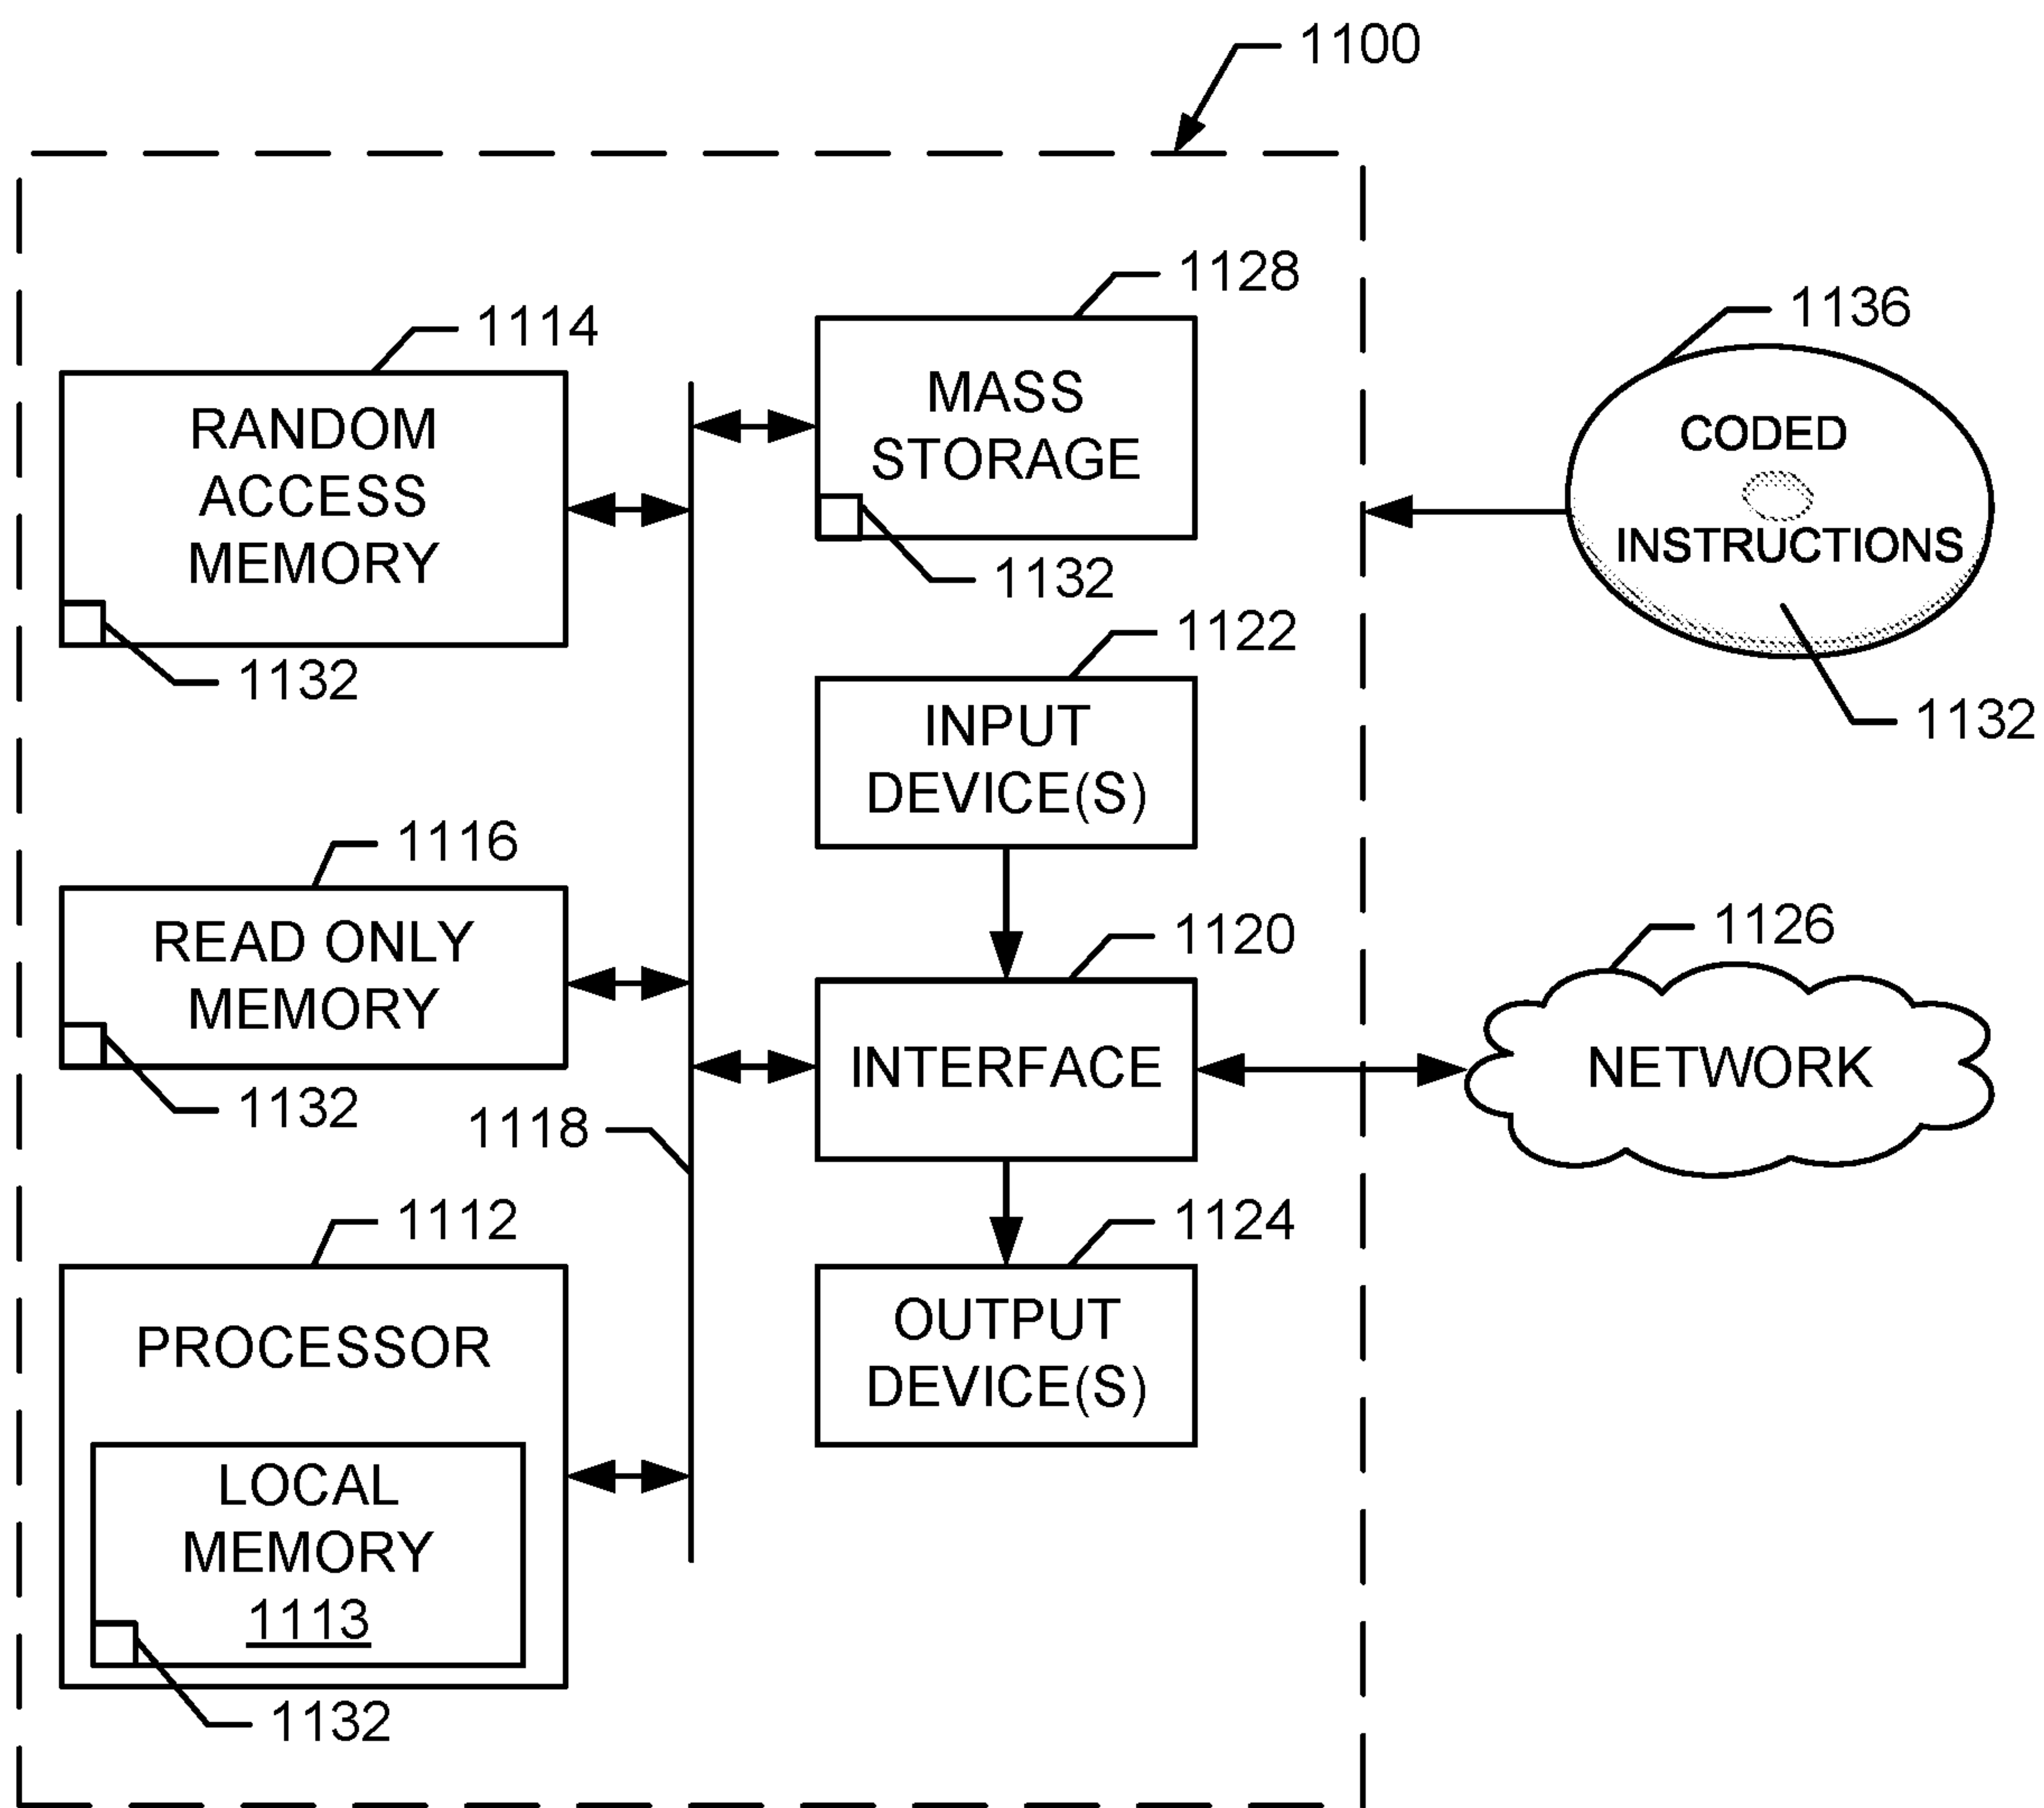 1100
1128
1114
1136
MASS
STORAGE
RANDOM
ACCESS
MEMORY
CODED
INSTRUCTIONS
1132
1132
1132
1122
INPUT
DEVICE(S)
1116
READ ONLY
MEMORY
1132
1120
INTERFACE
1126
NETWORK
1118
1112
PROCESSOR
LOCAL
MEMORY
1113
1132
1124
OUTPUT
DEVICE(S)